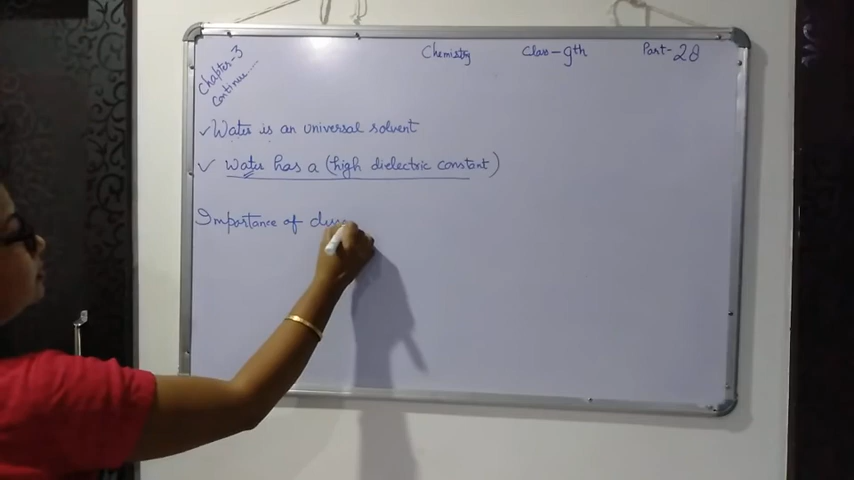 Chapter-3
Continue.....
Chemistry
Class-9th
Part-28
✓Water is an universal solvent
✓ Water has a (high dielectric constant)
Importance of